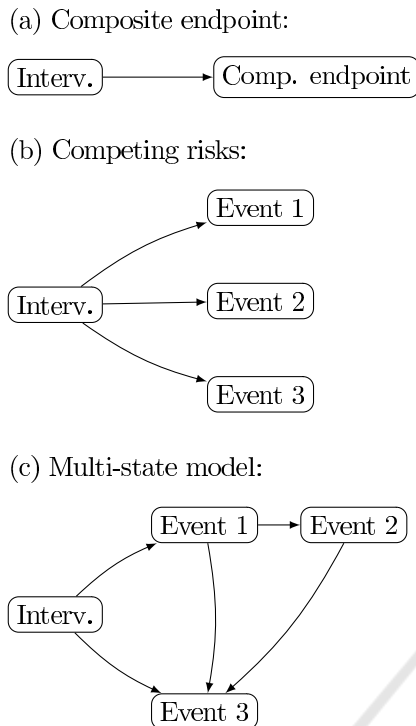 (a) Composite endpoint:
Interv.
Comp. endpoint
(b) Competing risks:
Event 1
Interv.
Event 2
Event 3
(c) Multi-state model:
Event 1
Event 2
Interv.
Event 3